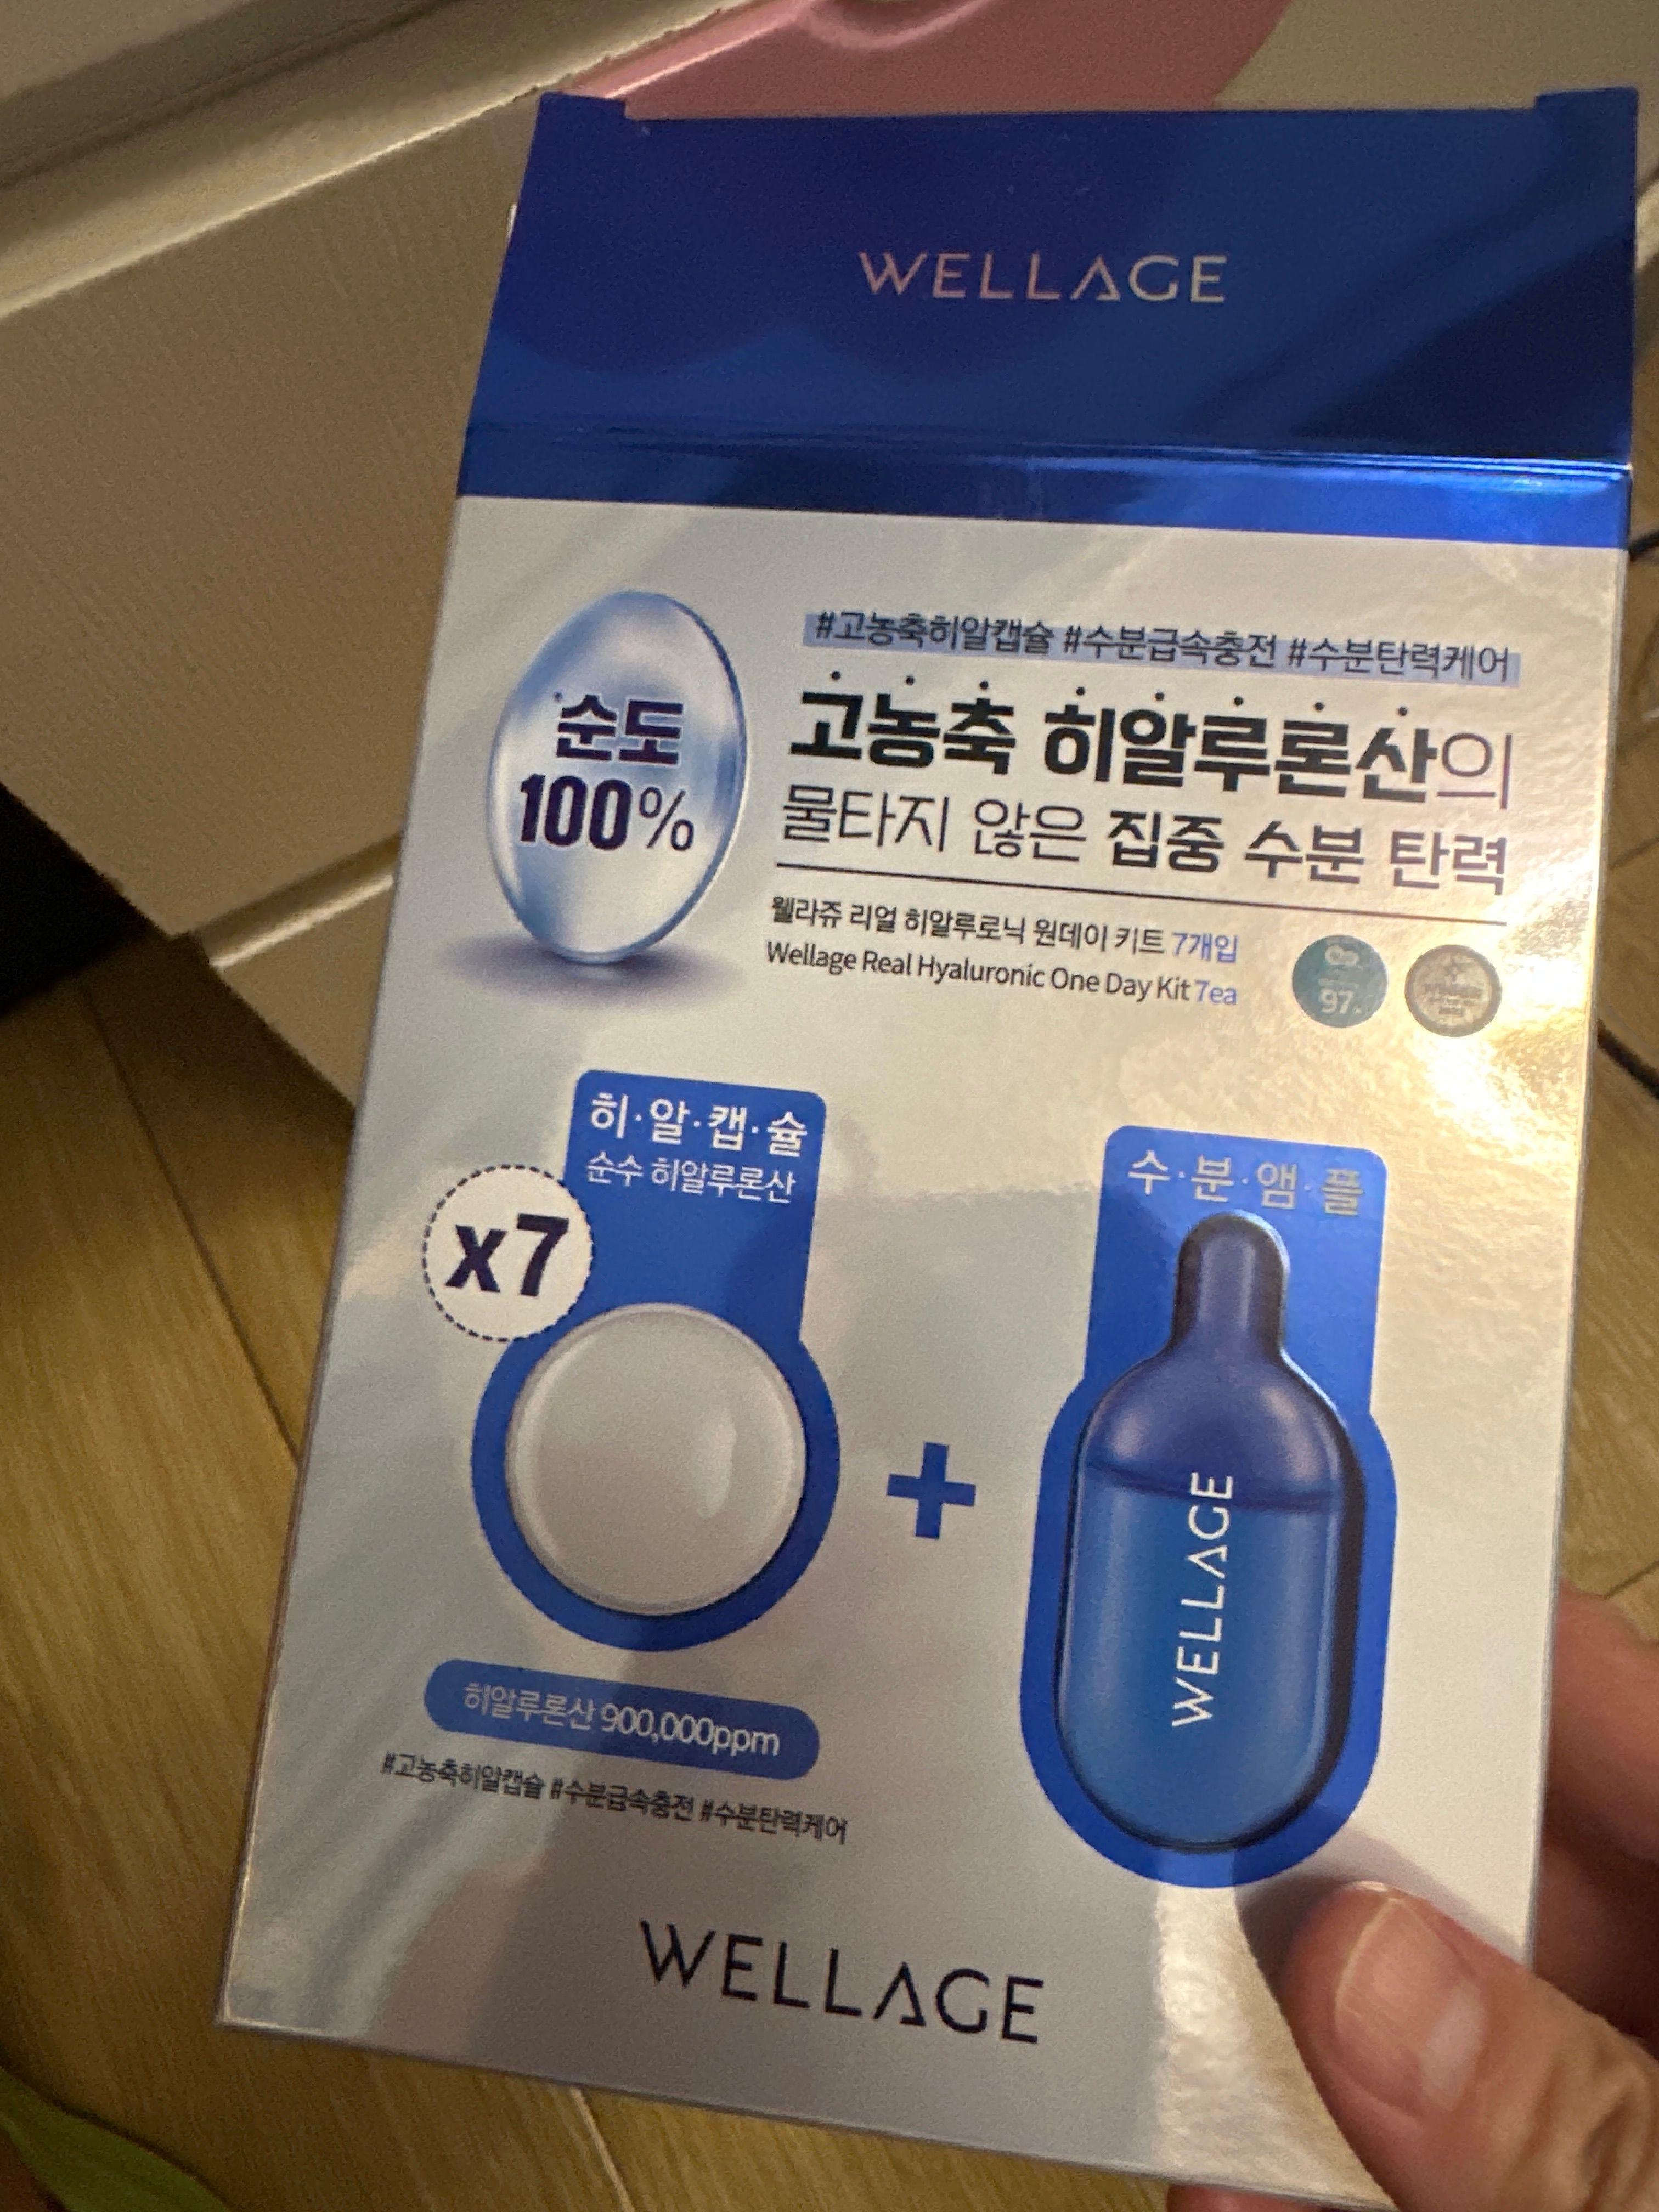 WELLAGE
#고농축히알캡슐 #수분급속충전 #수분탄력케어
순도
100%
고농축 히알루론산의
물타지 않은 집중 수분 탄력
웰라쥬 리얼 히알루로닉 원데이 키트 7개입
Wellage Real Hyaluronic One Day Kit 7ea
97
히·알·캡·슐
순수 히알루론산
x7
수·분·앰·플
+
WELLAGE
히알루론산 900,000ppm
#고농축히알캡슐 #수분급속충전 #수분탄력케어
WELLAGE